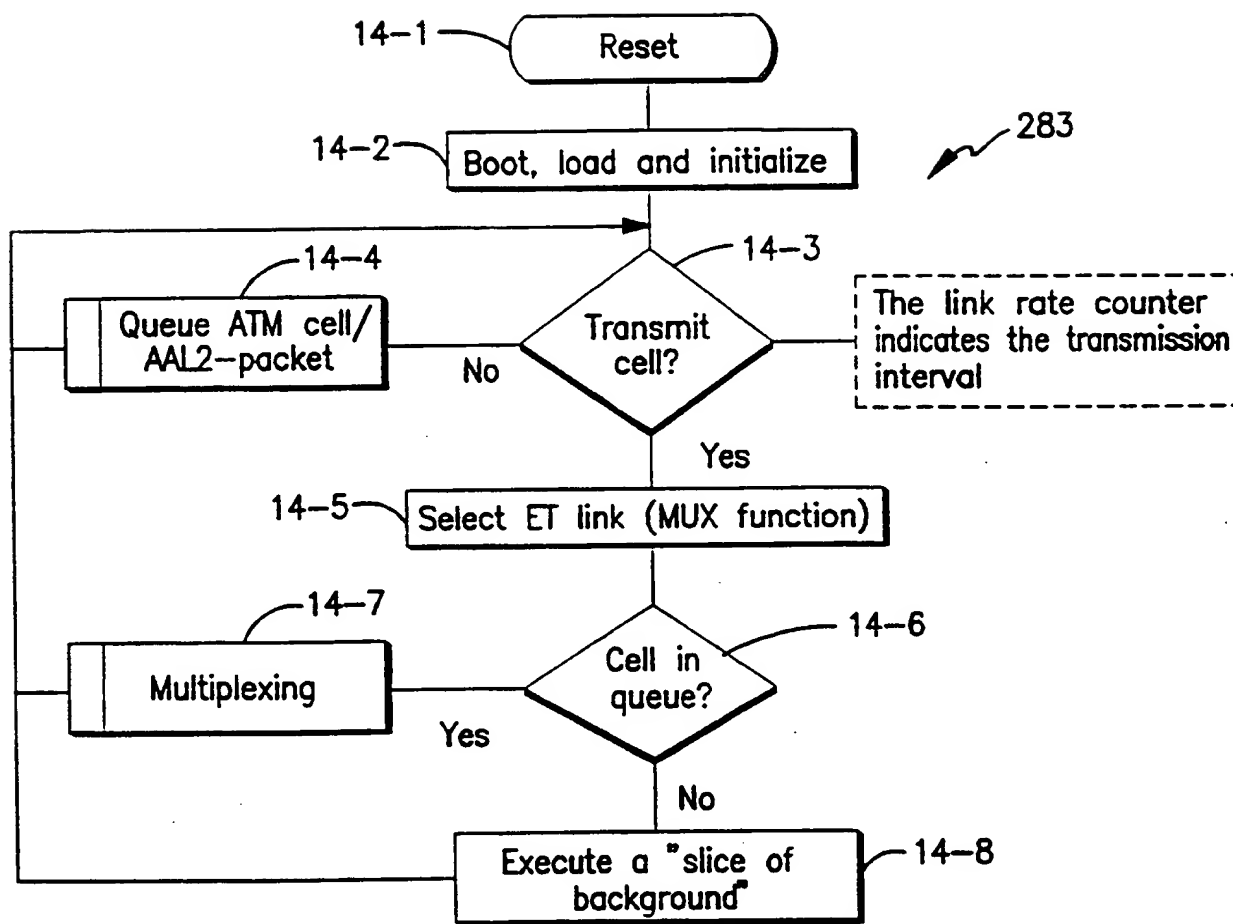 14-1
Reset
14-2
Boot, load and initialize
283
14-3
14-4
Queue ATM cell/
AAL2-packet
No
Transmit
cell?
The link rate counter
indicates the transmission
interval
Yes
14-5
Select ET link (MUX function)
14-7
14-6
Multiplexing
Yes
Cell in
queue?
No
Execute a "slice of
background"
14-8